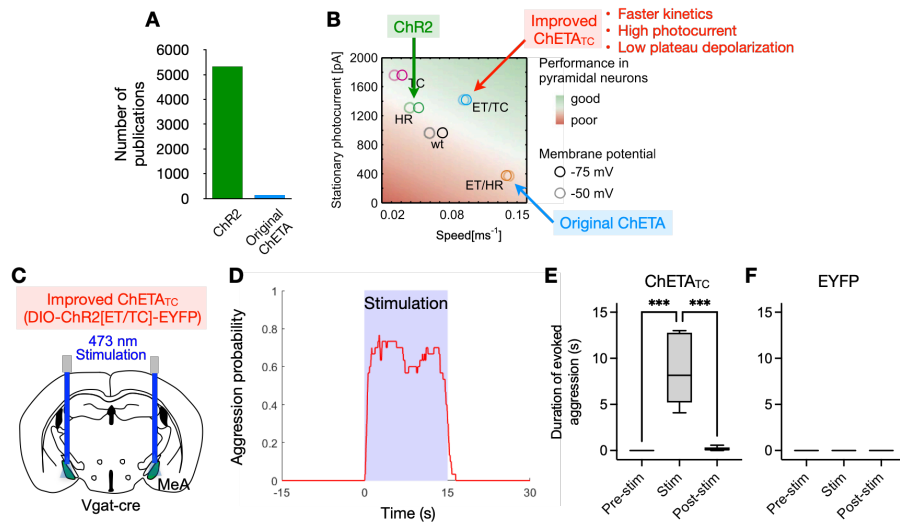 A
6000
5000
4000
3000
2000
1000
0
Number of
publications
ChR2
Original
ChETA
B
ChR2
Improved
ChETATC
• Faster kinetics
• High photocurrent
• Low plateau depolarization
2000
1600
1200
800
400
0
Stationary photocurrent [pA]
TC
HR
wt
ET/TC
ET/HR
0.02
0.08
0.15
Speed[ms-1]
Performance in
pyramidal neurons
good
poor
Membrane potential
-75 mV
-50 mV
Original ChETA
C
Improved ChETATC
(DIO-ChR2[ET/TC]-EYFP)
473 nm
Stimulation
MeA
Vgat-cre
D
Stimulation
1
0.8
0.6
0.4
0.2
0
Aggression probability
-15
0
15
30
Time (s)
E
ChETATC
***
***
15
10
5
0
Duration of evoked
aggression (s)
Pre-stim
Stim
Post-stim
F
EYFP
15
10
5
0
Pre-stim
Stim
Post-stim